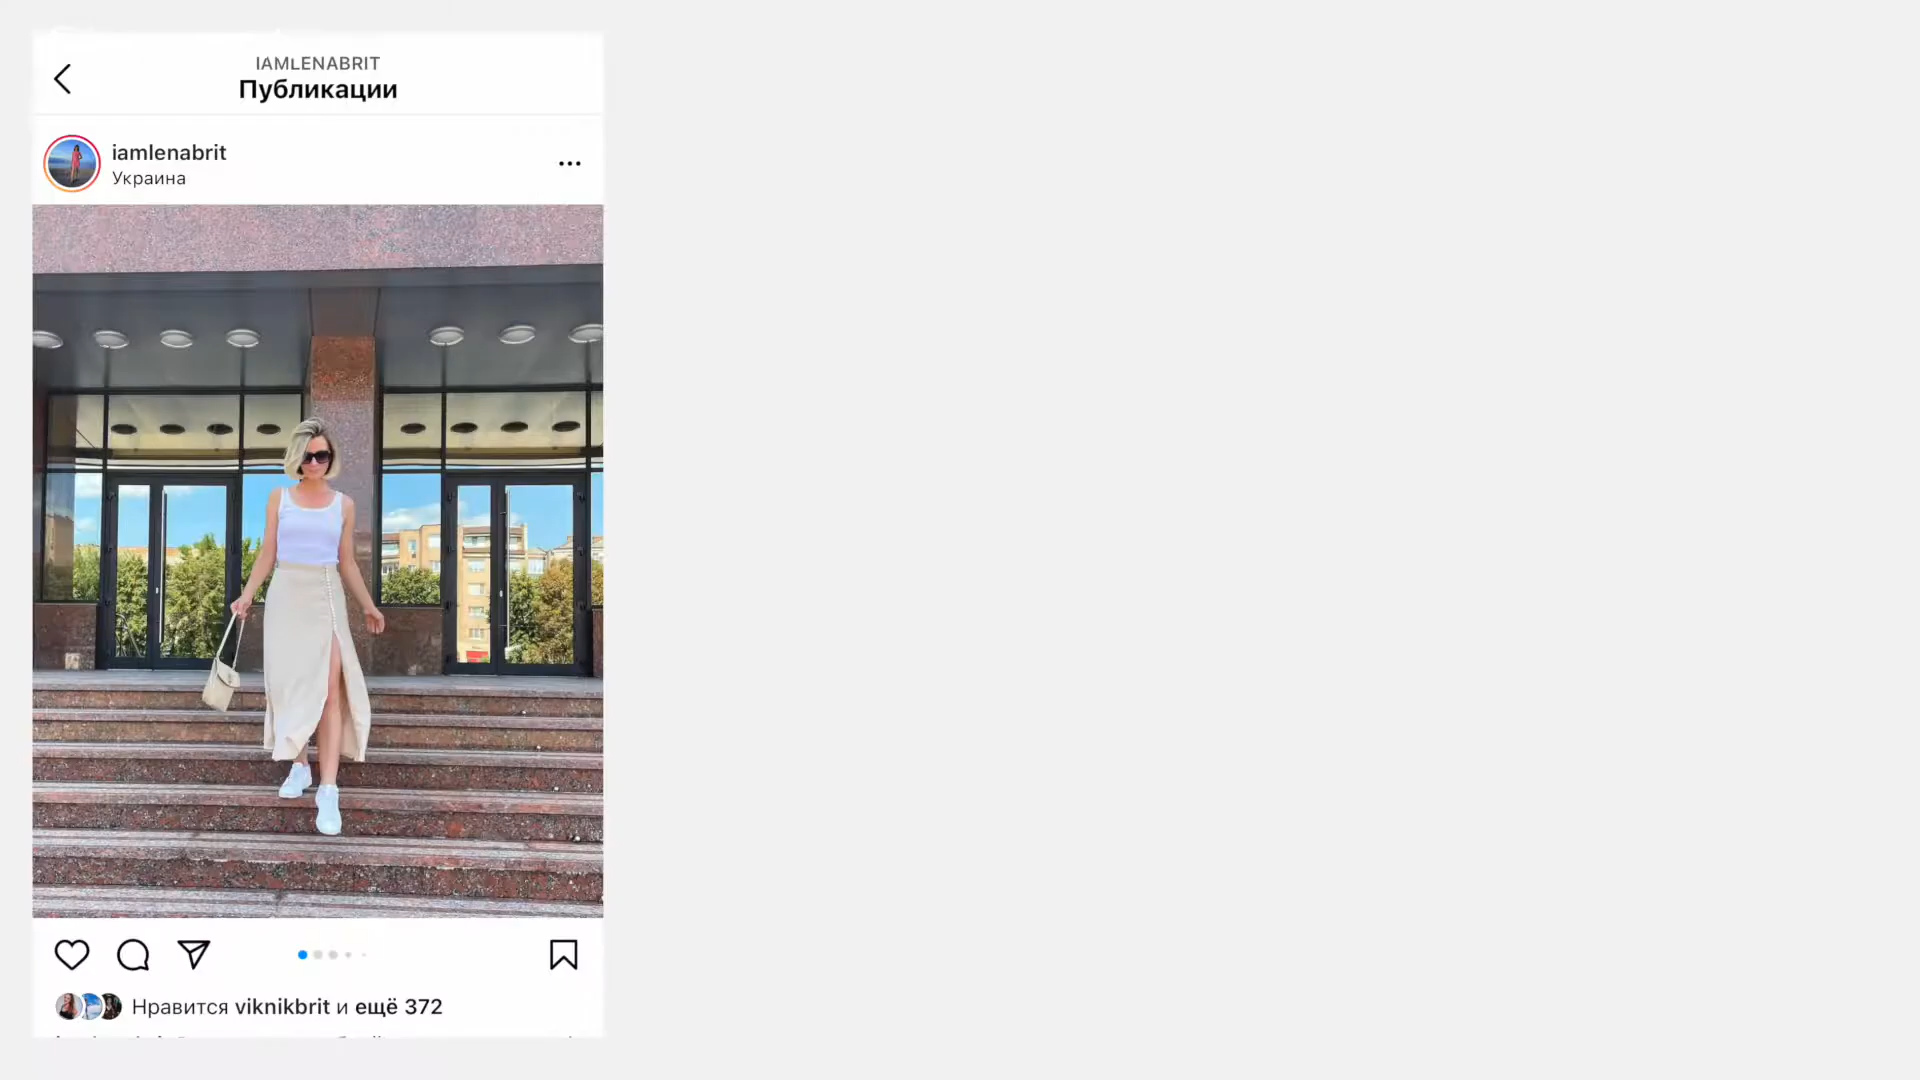 IAMLENABRIT
Публикации
iamlenabrit
Украина
Нравится viknikbrit и ещё 372